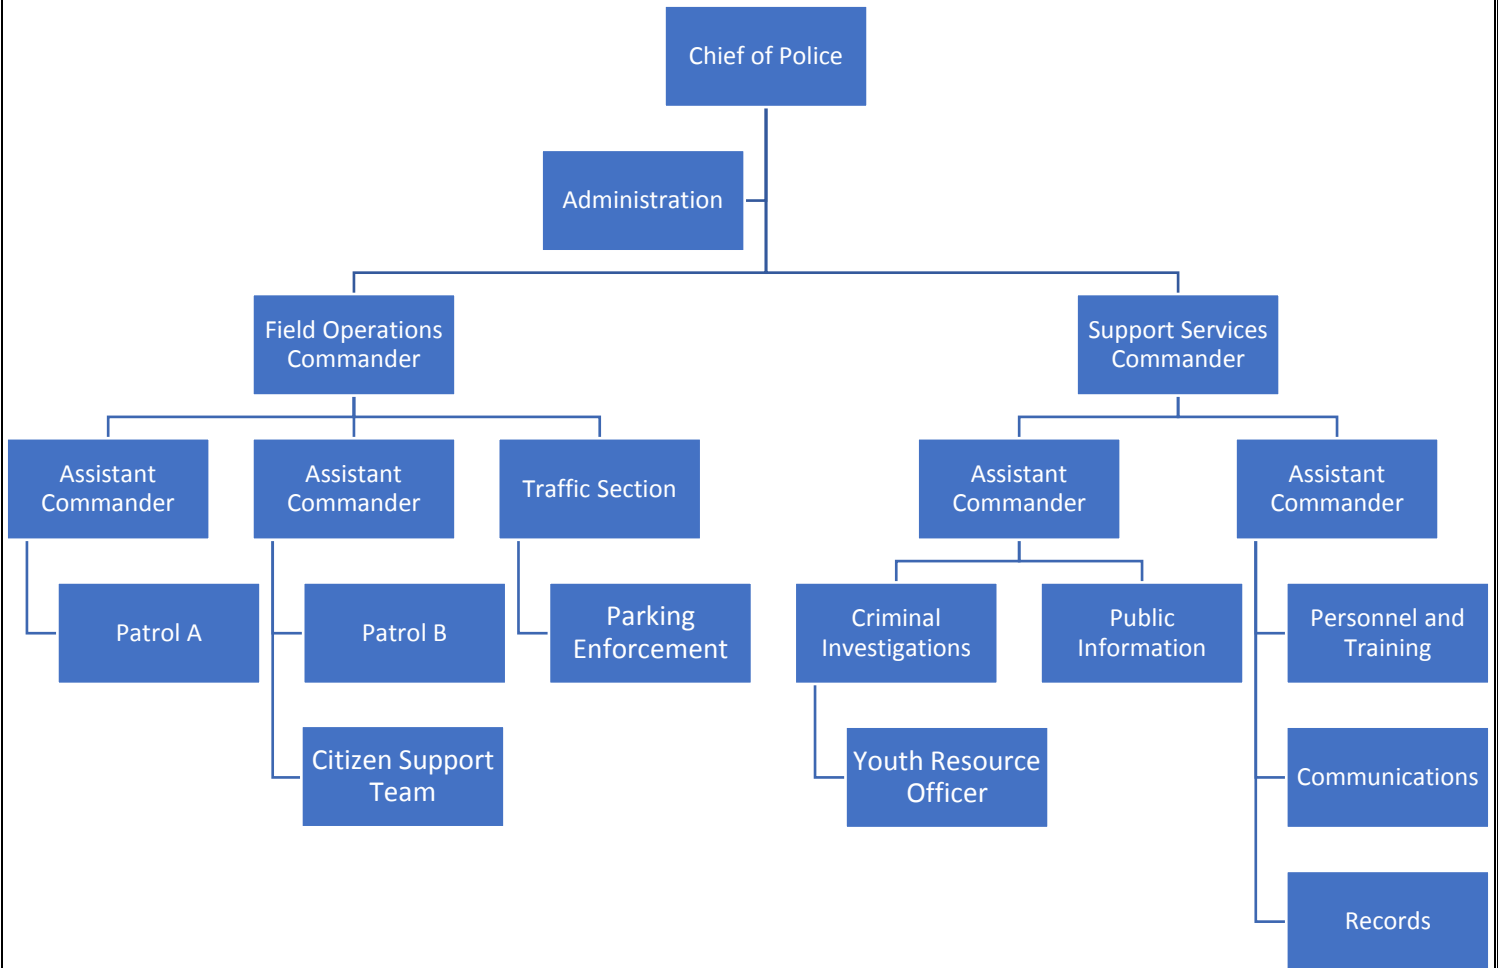 Chief of Police
Administration
Field Operations
Commander
Support Services
Commander
Assistant
Commander
Assistant
Commander
Traffic Section
Assistant
Commander
Assistant
Commander
Patrol A
Patrol B
Parking
Enforcement
Criminal
Investigations
Public
Information
Personnel and
Training
Citizen Support
Team
Youth Resource
Officer
Communications
Records